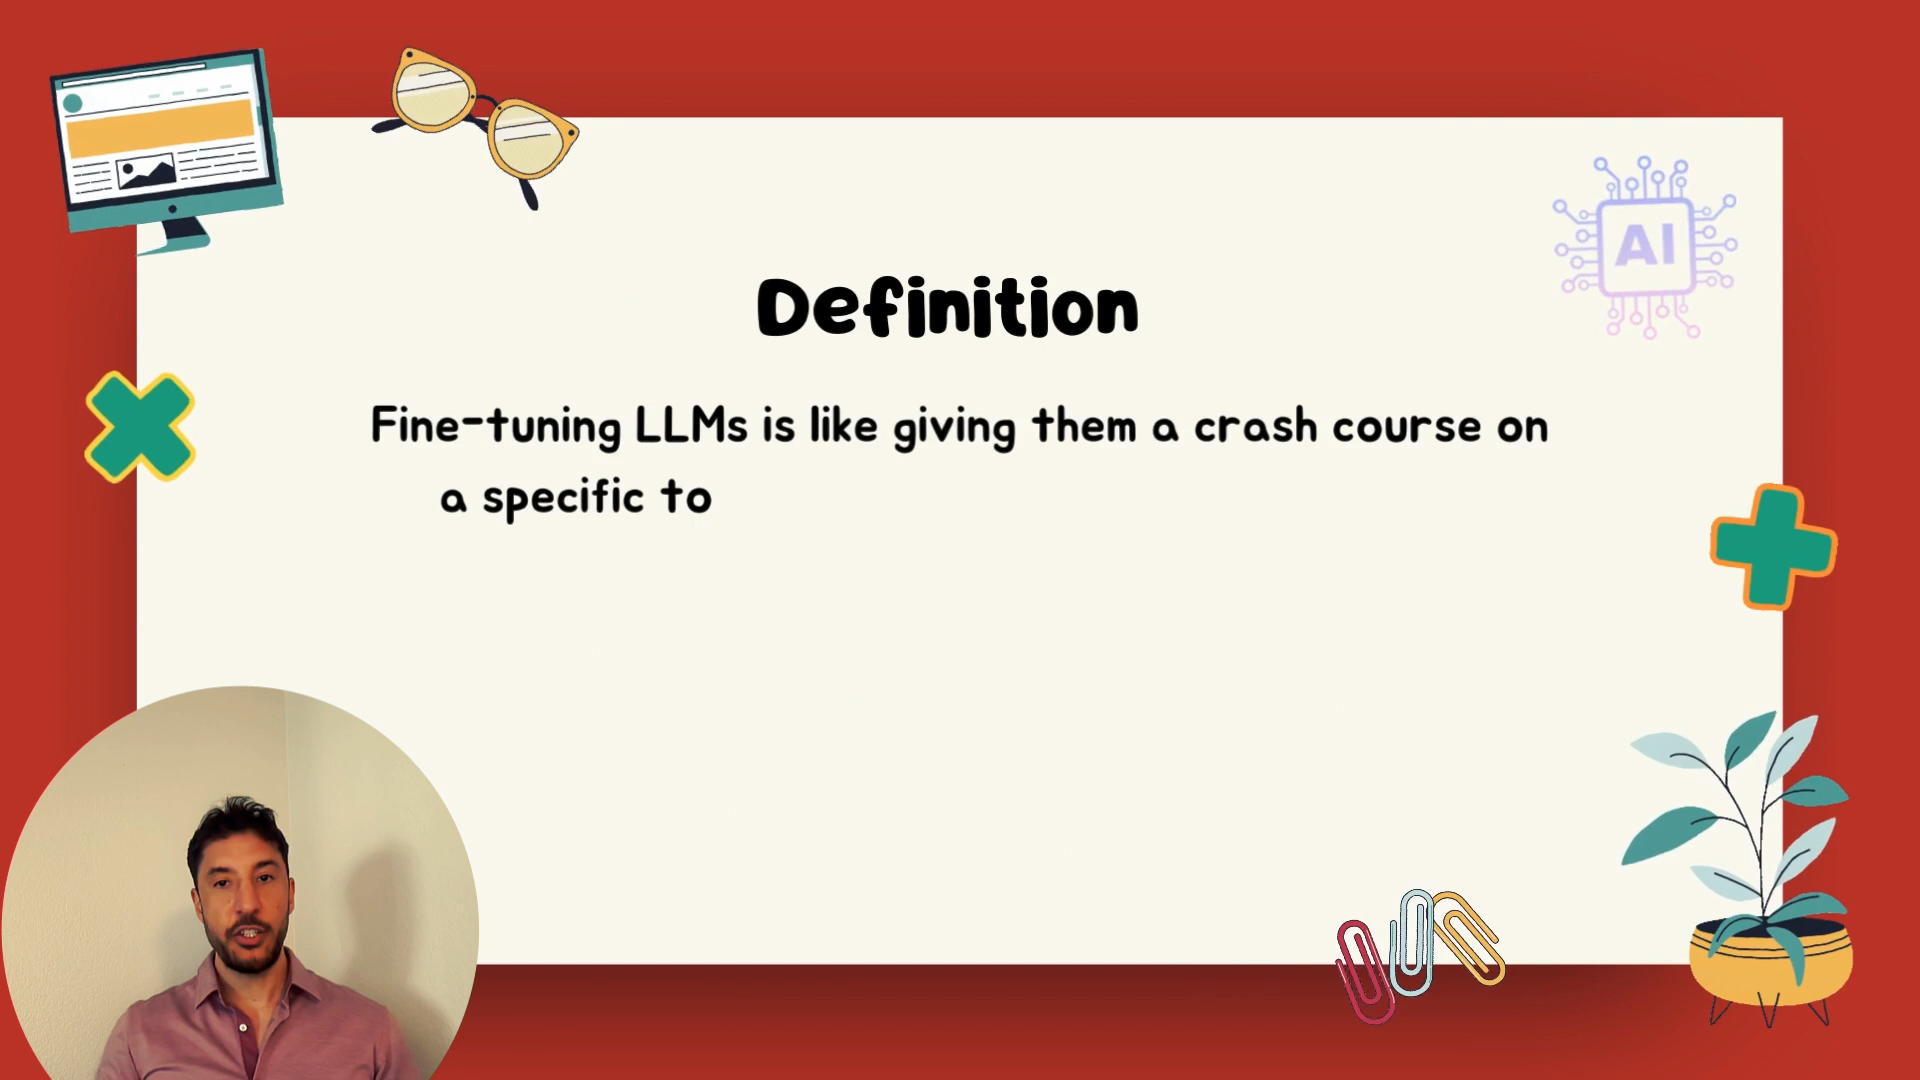 AI
Definition
Fine-tuning LLMs is like giving them a crash course on
a specific to